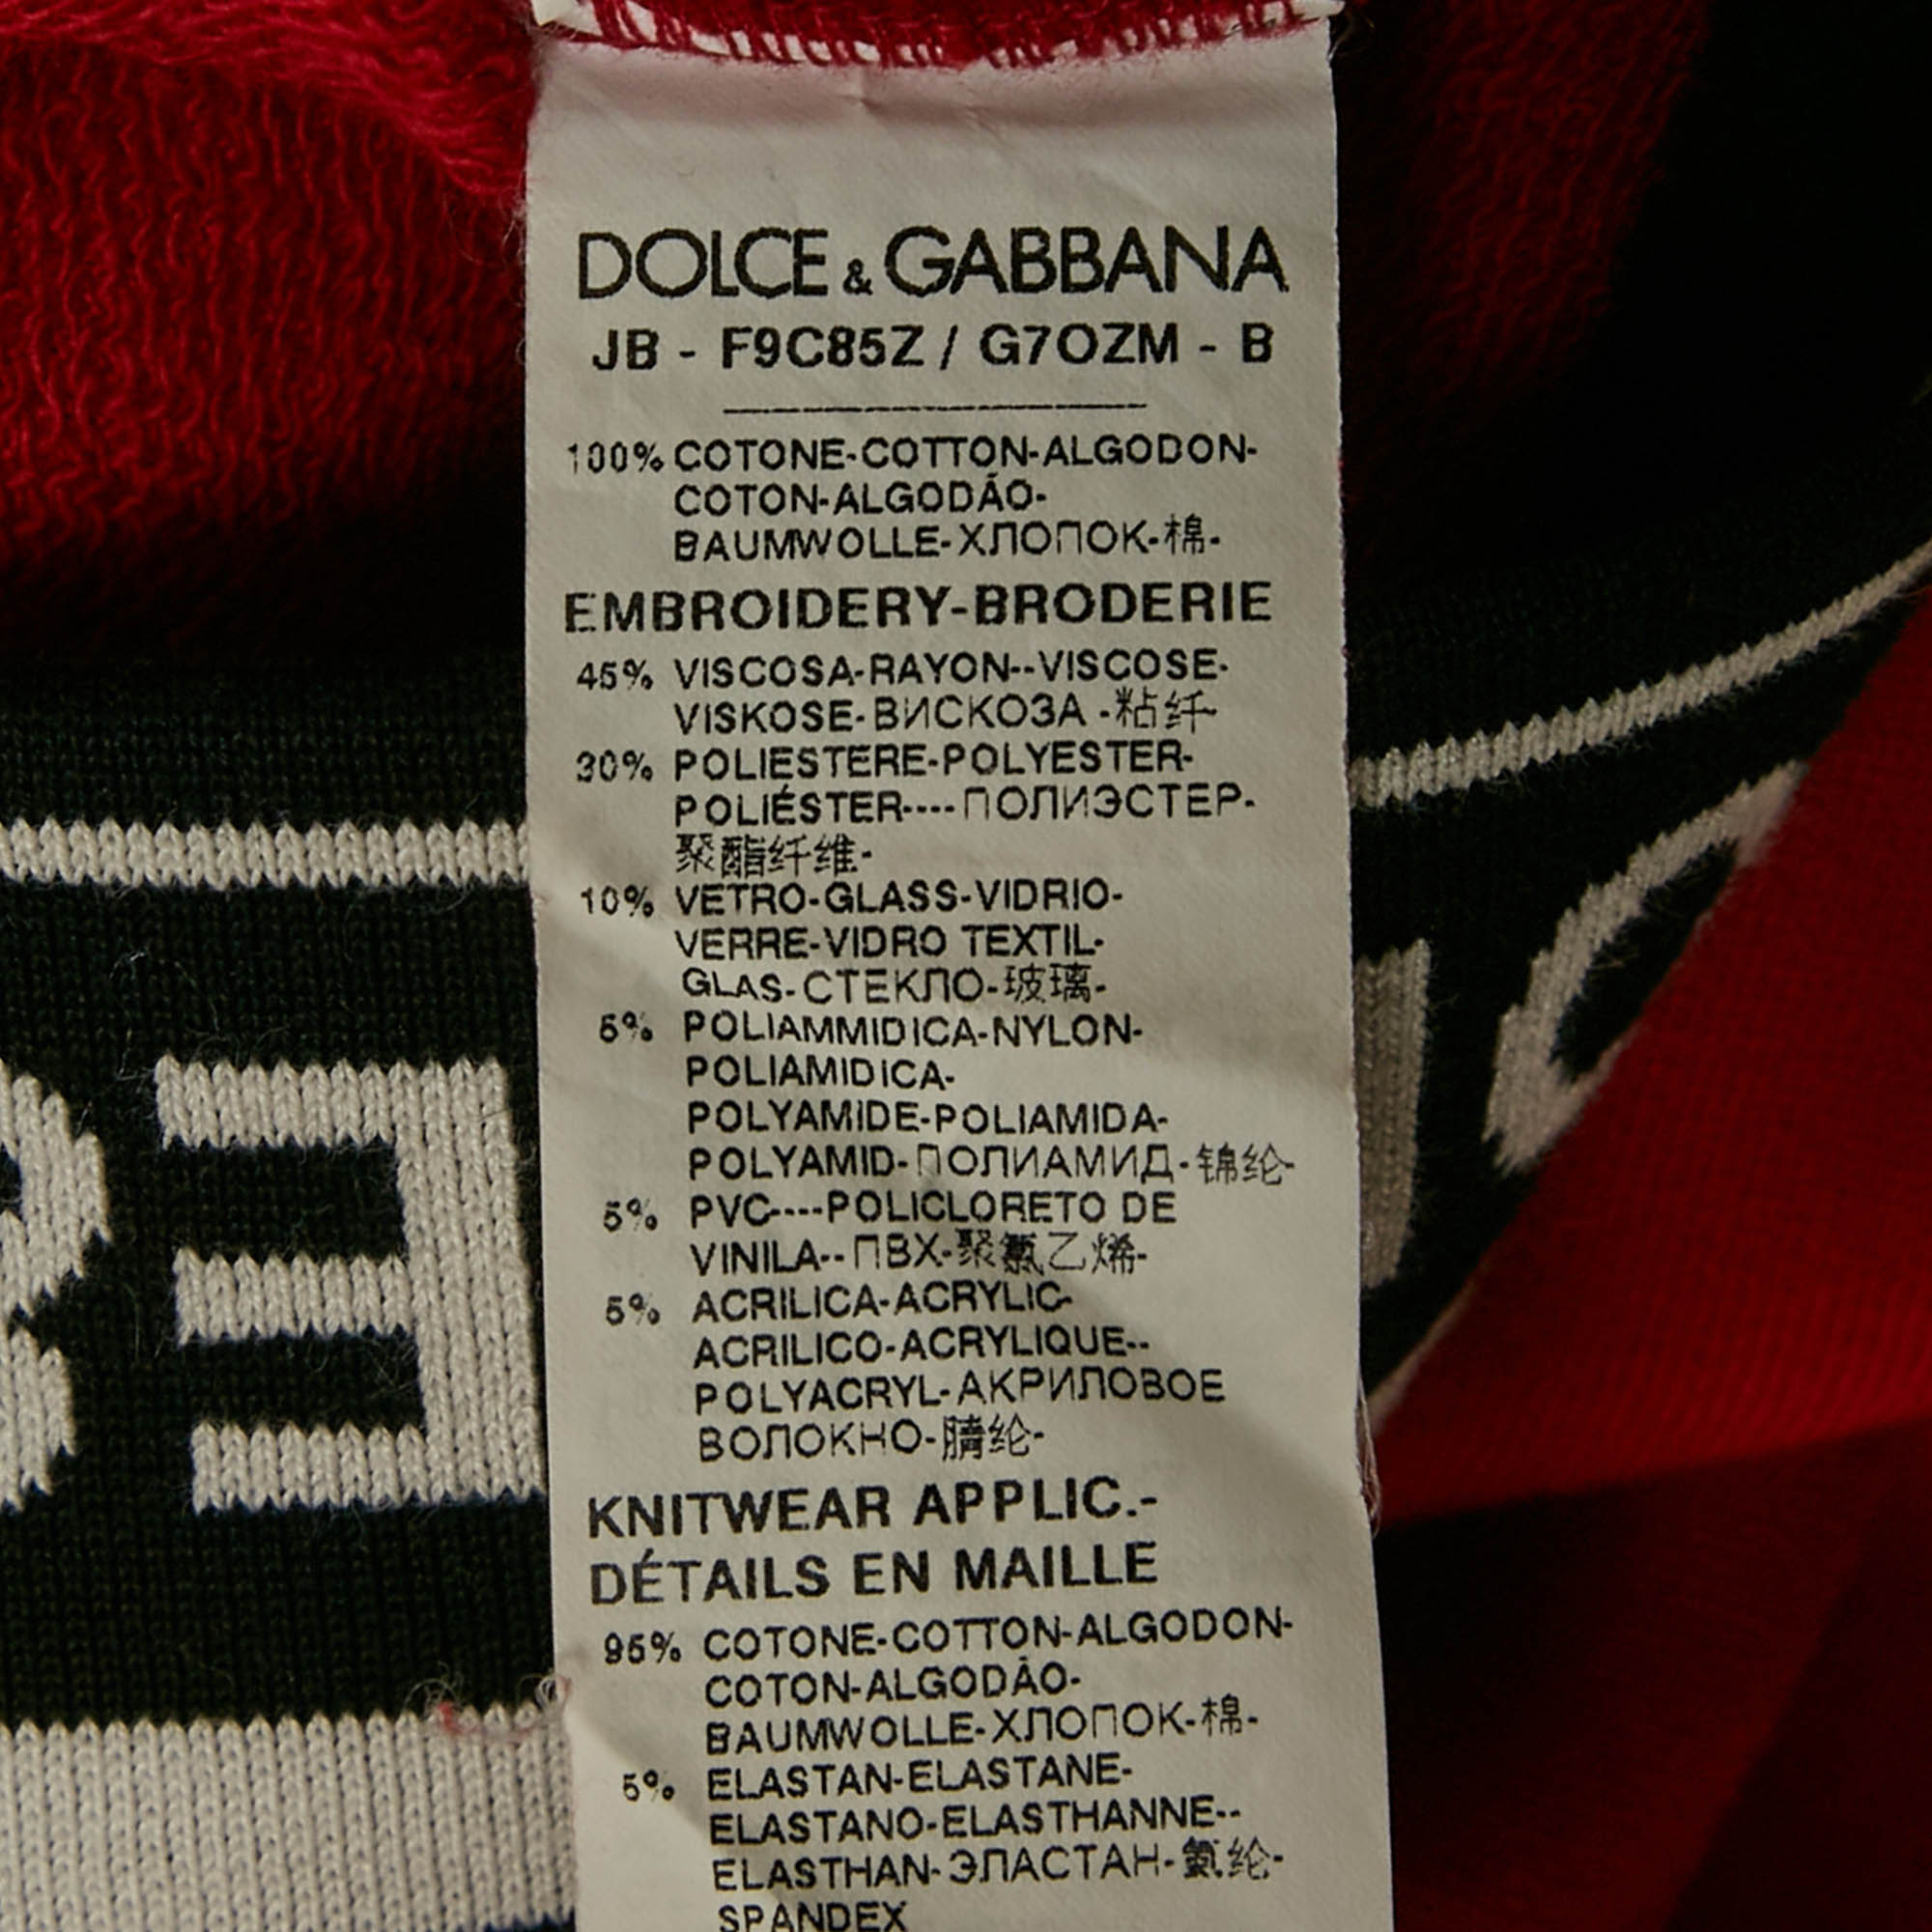 DOLCE & GABBANA
JB - F9C85Z / G7OZM - B
100% COTONE-COTTON-ALGODON-
COTON-ALGODÃO-
BAUMWOLLE-ХЛОПОК-棉-
EMBROIDERY-BRODERIE
45% VISCOSA-RAYON--VISCOSE-
VISKOSE-ВИСКОЗА -粘纤-
30% POLIESTERE-POLYESTER-
POLIÉSTER----ПОЛИЭСТЕР-
聚酯纤维-
10% VETRO-GLASS-VIDRIO-
VERRE-VIDRO TEXTIL-
GLAS-СТЕКЛО-玻璃-
5% POLIAMMIDICA-NYLON-
POLIAMIDICA-
POLYAMIDE-POLIAMIDA-
POLYAMID-ПОЛИАМИД-锦纶-
5% PVC----POLICLORETO DE
VINILA--ПВХ-聚氯乙烯-
5% ACRILICA-ACRYLIC-
ACRILICO-ACRYLIQUE--
POLYACRYL-АКРИЛОВОЕ
ВОЛОКНО-腈纶-
KNITWEAR APPLIC.-
DÉTAILS EN MAILLE
95% COTONE-COTTON-ALGODON-
COTON-ALGODÃO-
BAUMWOLLE-ХЛОПОК-棉-
5% ELASTAN-ELASTANE-
ELASTANO-ELASTHANNE--
ELASTHAN-ЭЛАСТАН-氨纶-
SPANDEX